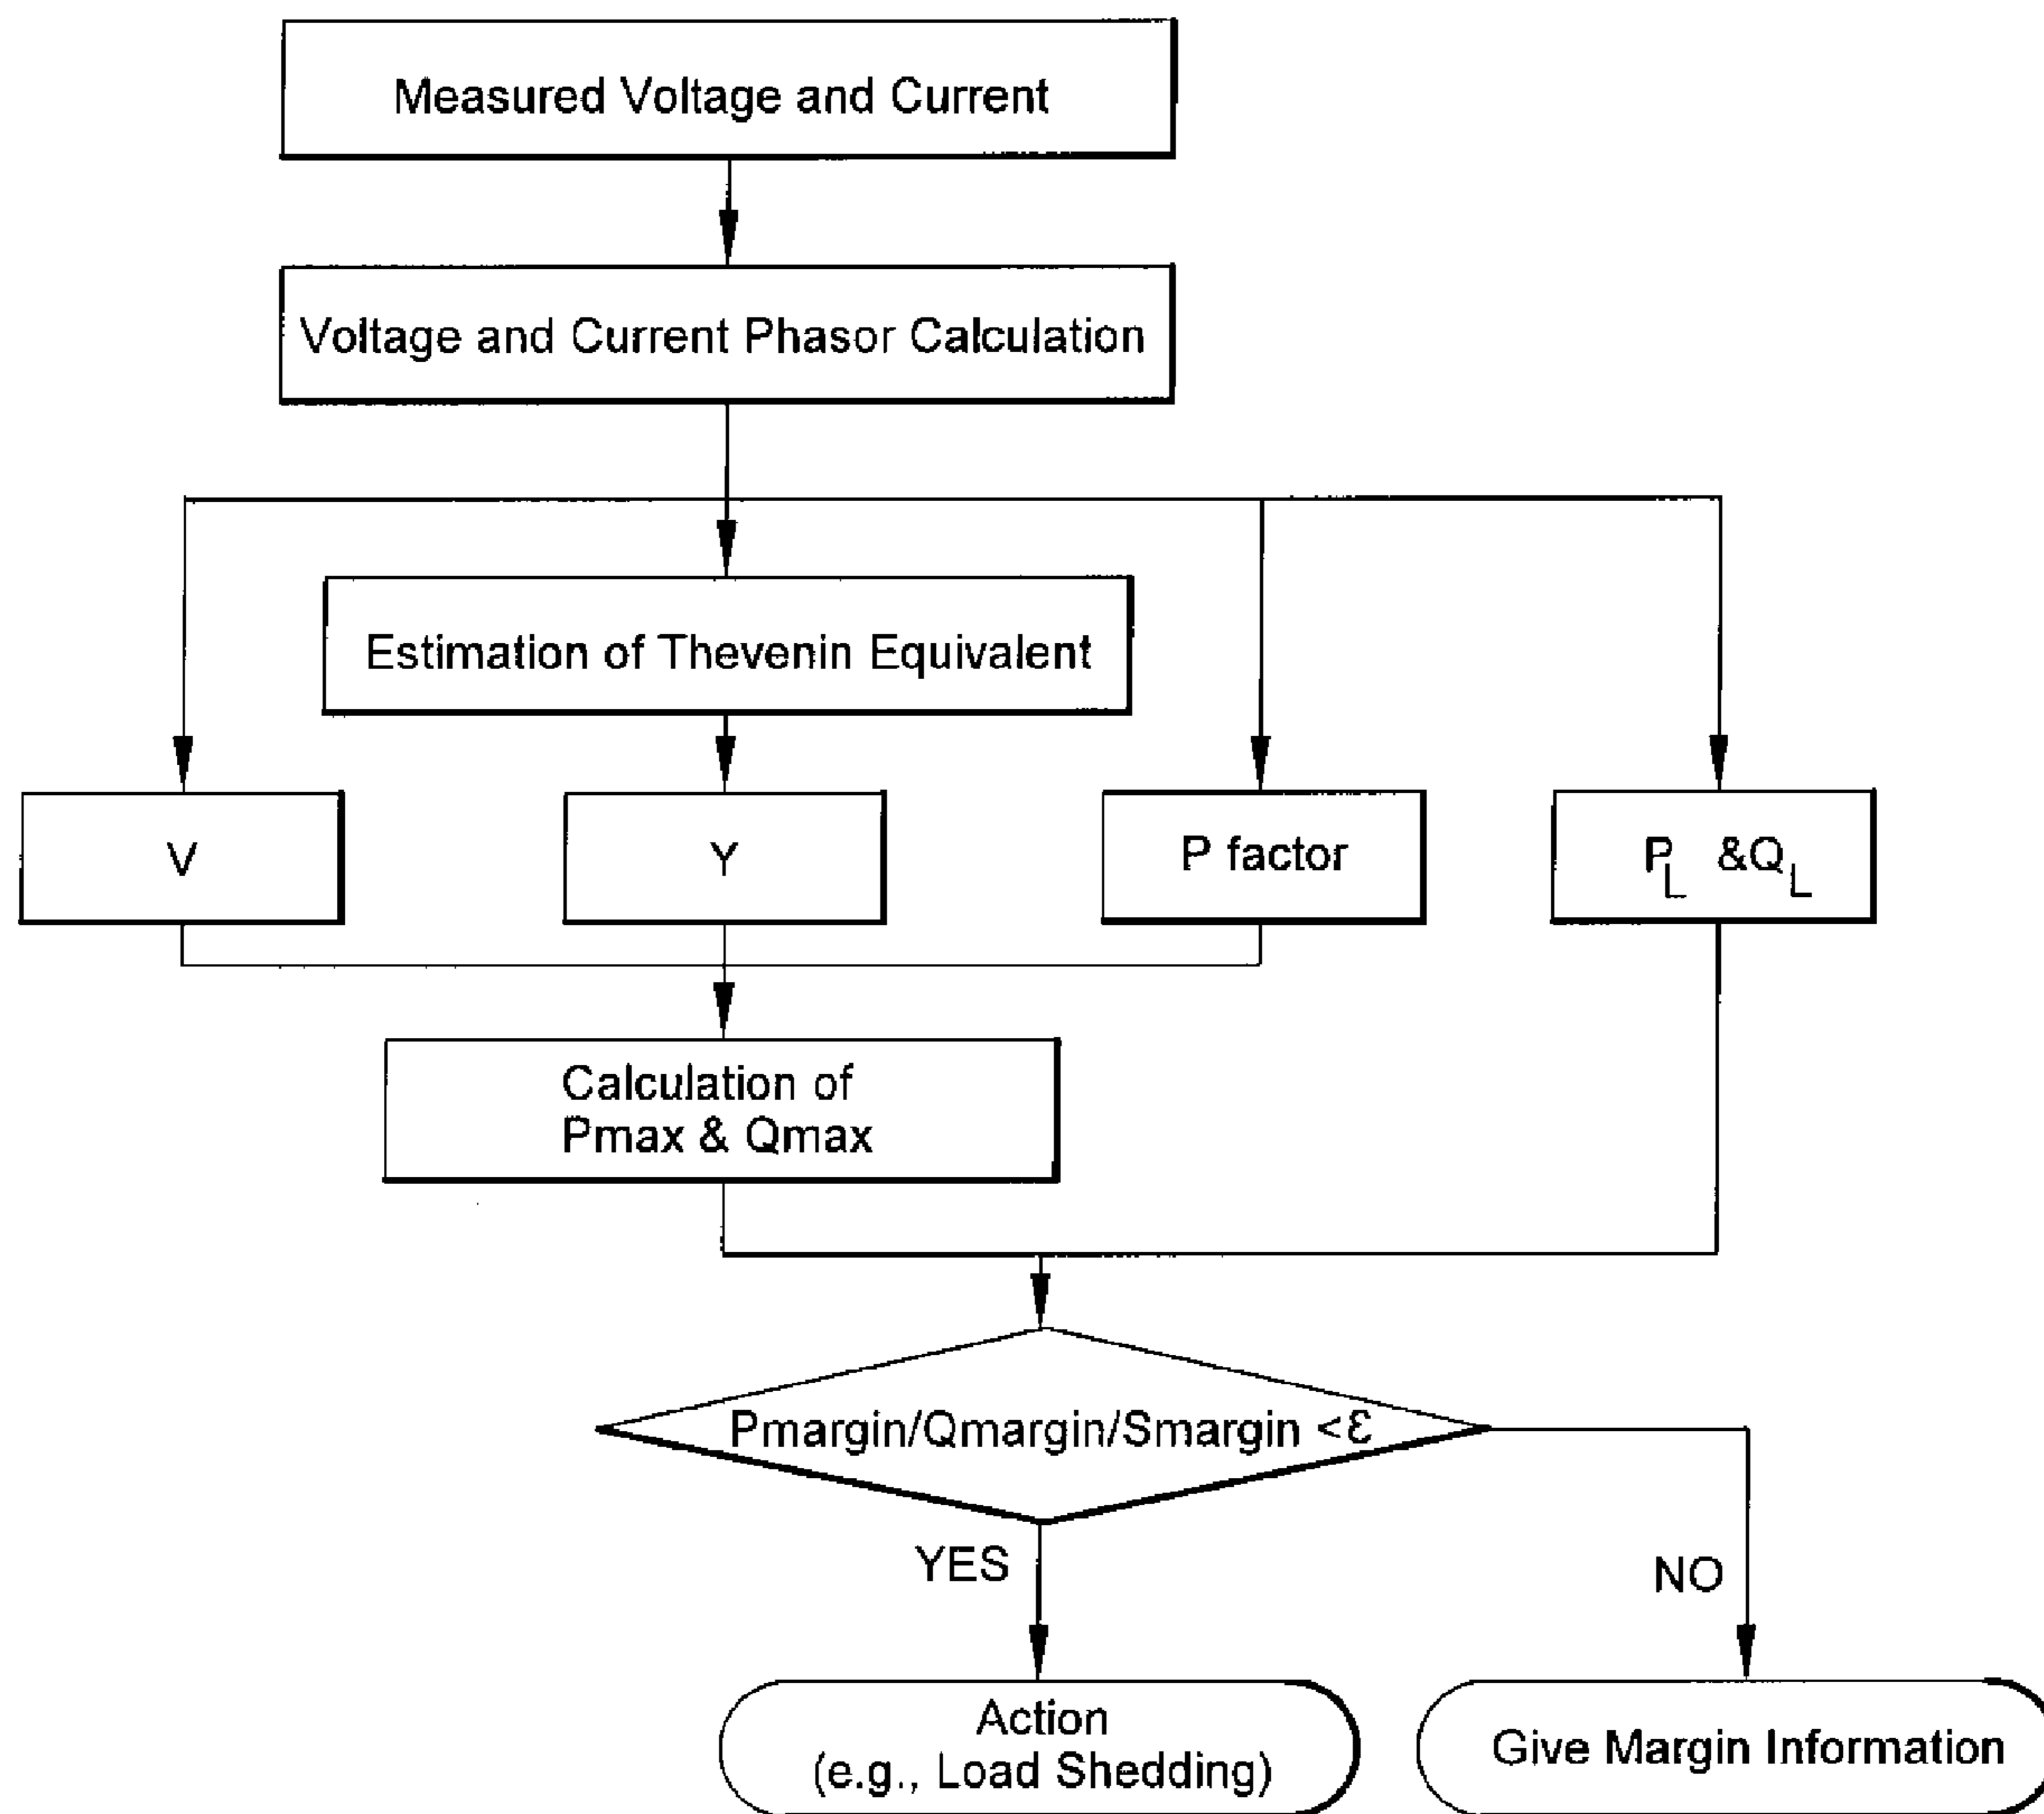 Measured Voltage and Current
Voltage and Current Phasor Calculation
Estimation of Thevenin Equivalent
V
Y
P factor
PL &QL
Calculation of
Pmax & Qmax
Pmargin/Qmargin/Smargin <Ɛ
YES
NO
Action
(e.g., Load Shedding)
Give Margin Information